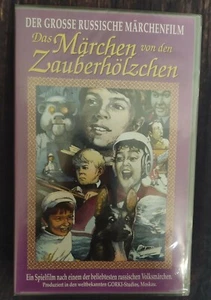 DER GROSSE RUSSISCHE MÄRCHENFILM
Das Märchen von den
Zauberhölzchen
Ein Spielfilm nach einem der beliebtesten russischen Volksmärchen
Produziert in den weltbekannten GORKI-Studios, Moskau